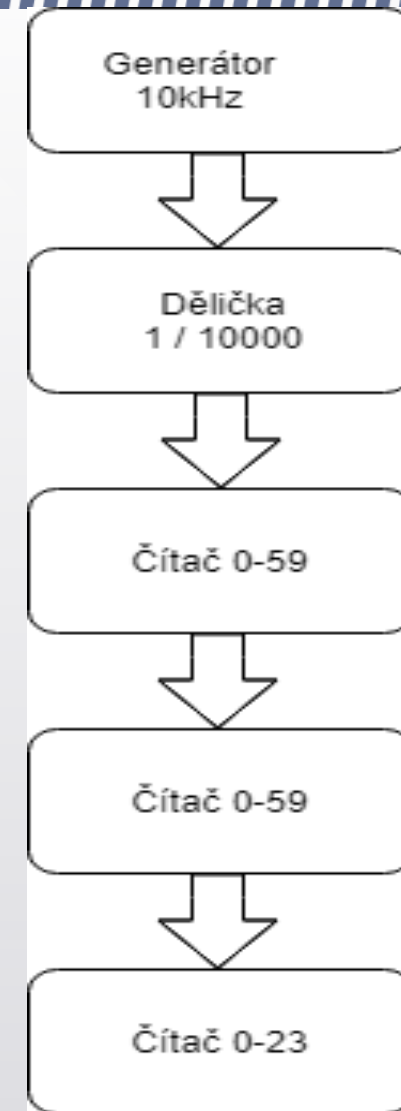 Generátor
10kHz
Dělička
1 / 10000
Čítač 0-59
Čítač 0-59
Čítač 0-23